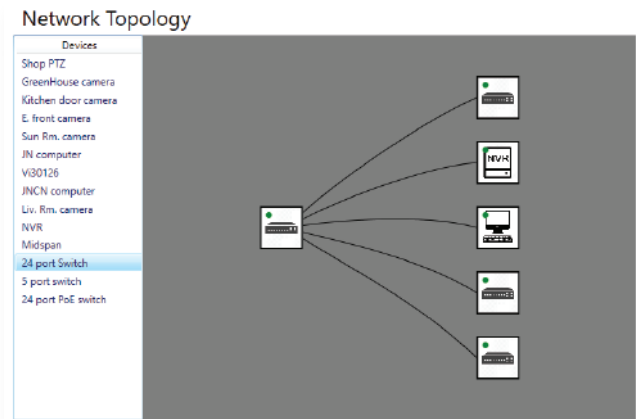 Network Topology
Devices
Shop PTZ
GreenHouse camera
Kitchen door camera
E. front camera
Sun Rm. camera
JN computer
Vi30126
JNCN computer
Liv. Rm. camera
NVR
Midspan
24 port Switch
5 port switch
24 port PoE switch
NVR